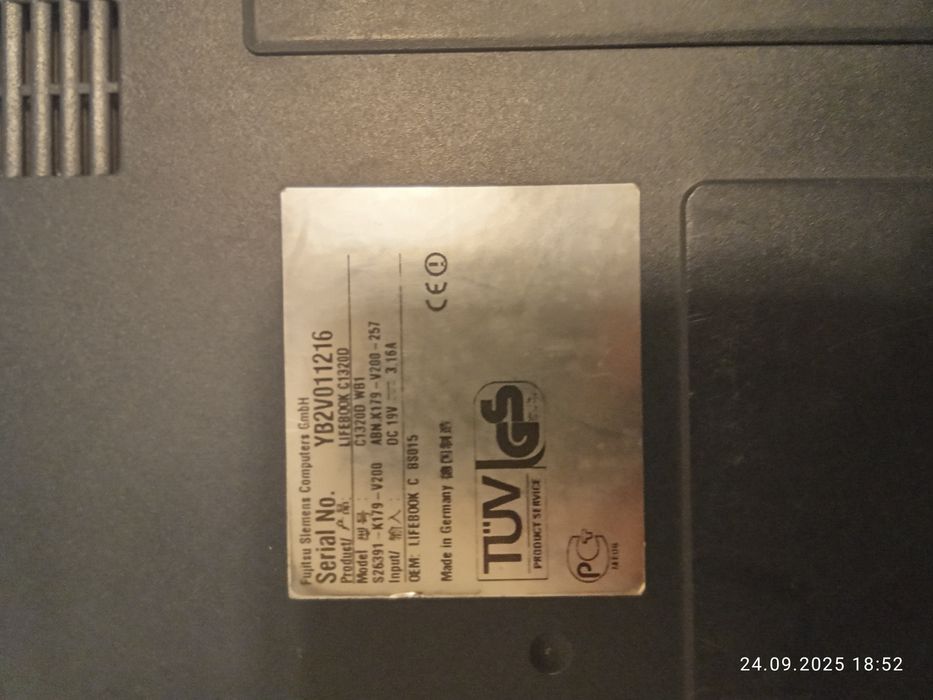 Fujitsu Siemens Computers GmbH
Serial No. YB2V011216
Product/ 产品: LIFEBOOK C1320D
Model 型号: C1320D WB1
S26391-K179-V200 ABN.K179-V200-257
Input/ 输入: DC 19V 3,16A
OEM: LIFEBOOK C BS015
Made in Germany 德国制造
CE
TÜV GS
PRODUCT SERVICE
РСТ
24.09.2025 18:52